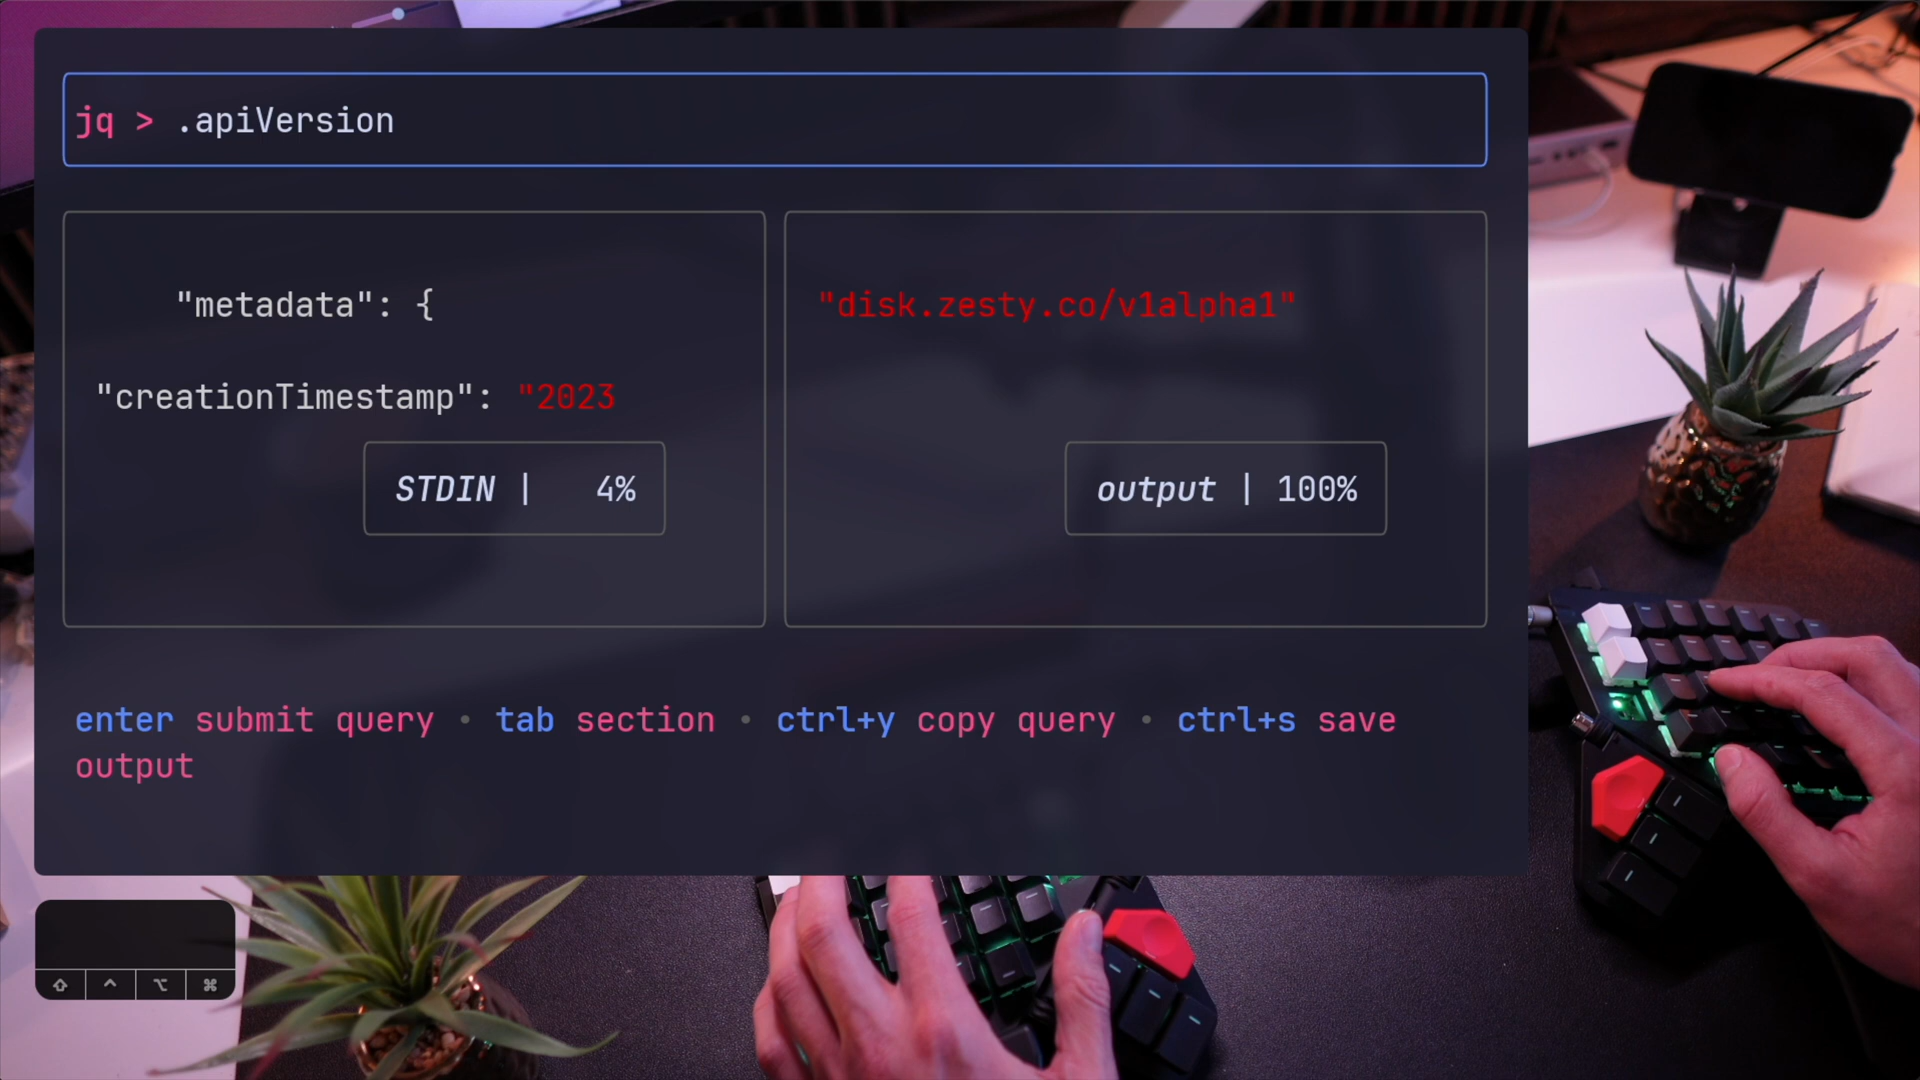 jq > .apiVersion
"metadata": {
"creationTimestamp": "2023
STDIN | 4%
"disk.zesty.co/v1alpha1"
output | 100%
enter submit query • tab section • ctrl+y copy query • ctrl+s save
output